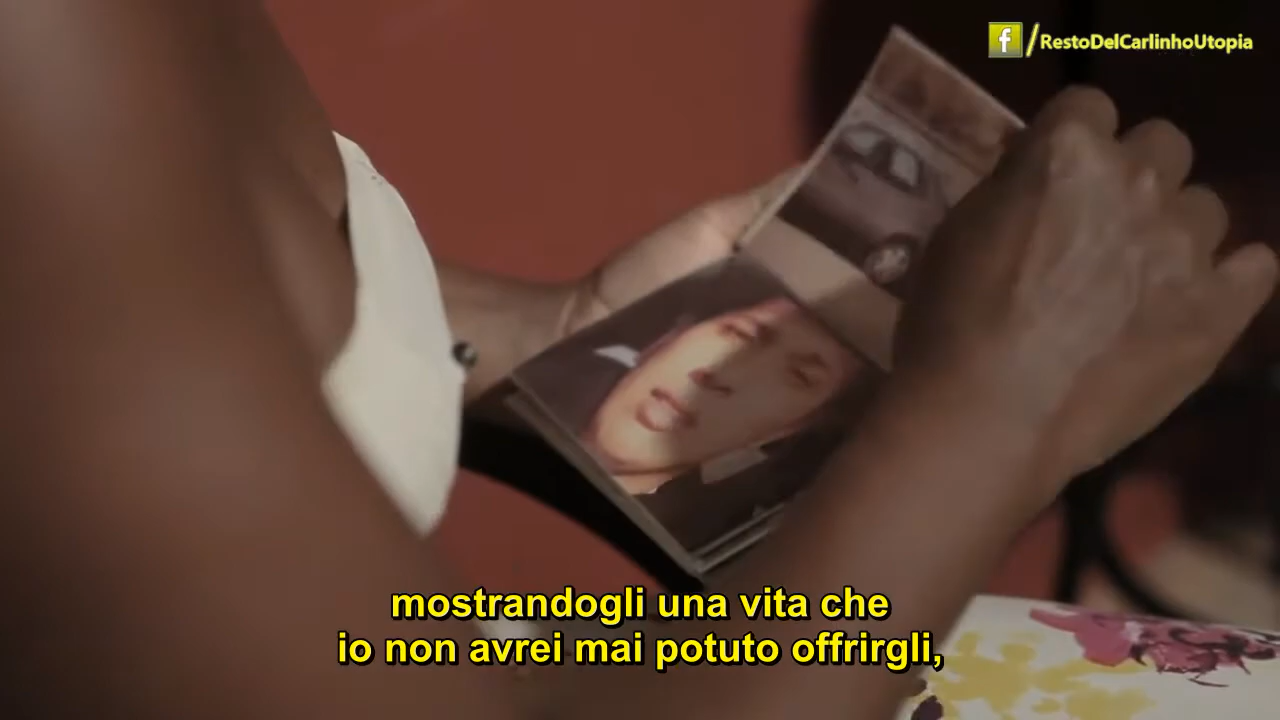 f/RestoDelCarlinhoUtopia
mostrandogli una vita che
io non avrei mai potuto offrirgli,